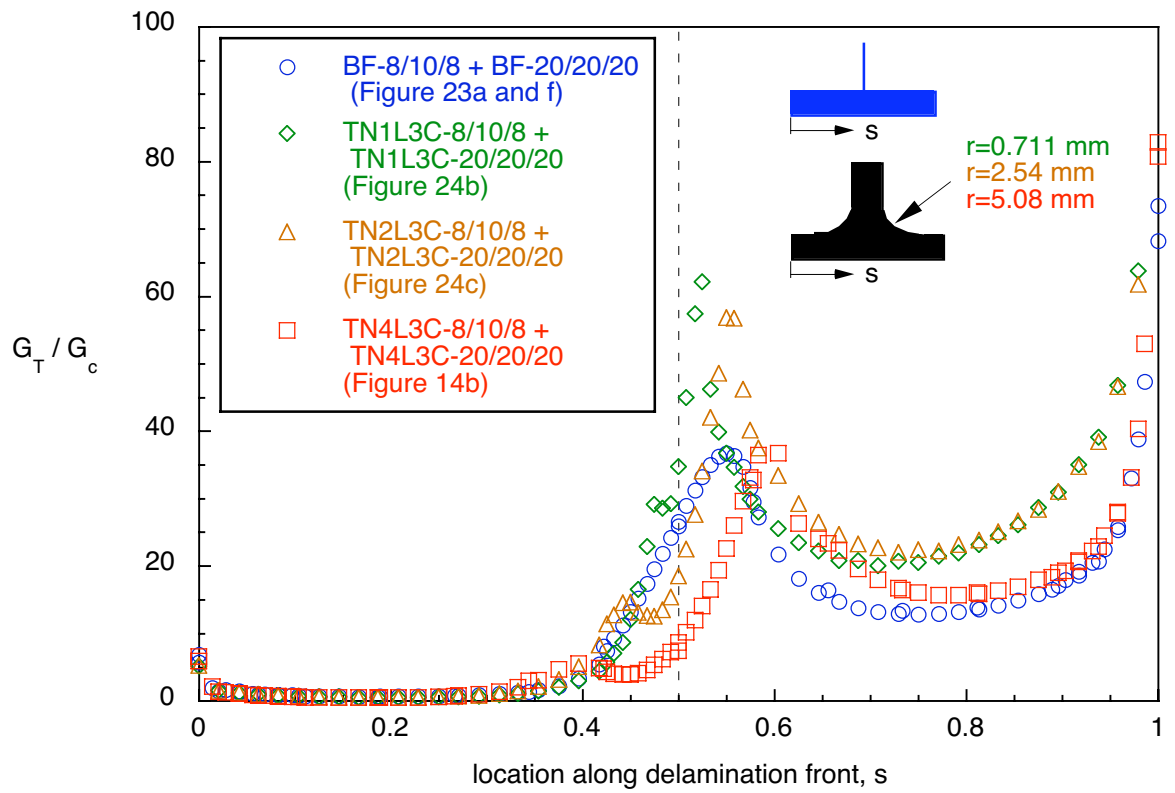 100
80
60
40
20
0
G_T / G_c
BF-8/10/8 + BF-20/20/20
(Figure 23a and f)
TN1L3C-8/10/8 +
TN1L3C-20/20/20
(Figure 24b)
TN2L3C-8/10/8 +
TN2L3C-20/20/20
(Figure 24c)
TN4L3C-8/10/8 +
TN4L3C-20/20/20
(Figure 14b)
s
r=0.711 mm
r=2.54 mm
r=5.08 mm
s
0 0.2 0.4 0.6 0.8 1
location along delamination front, s